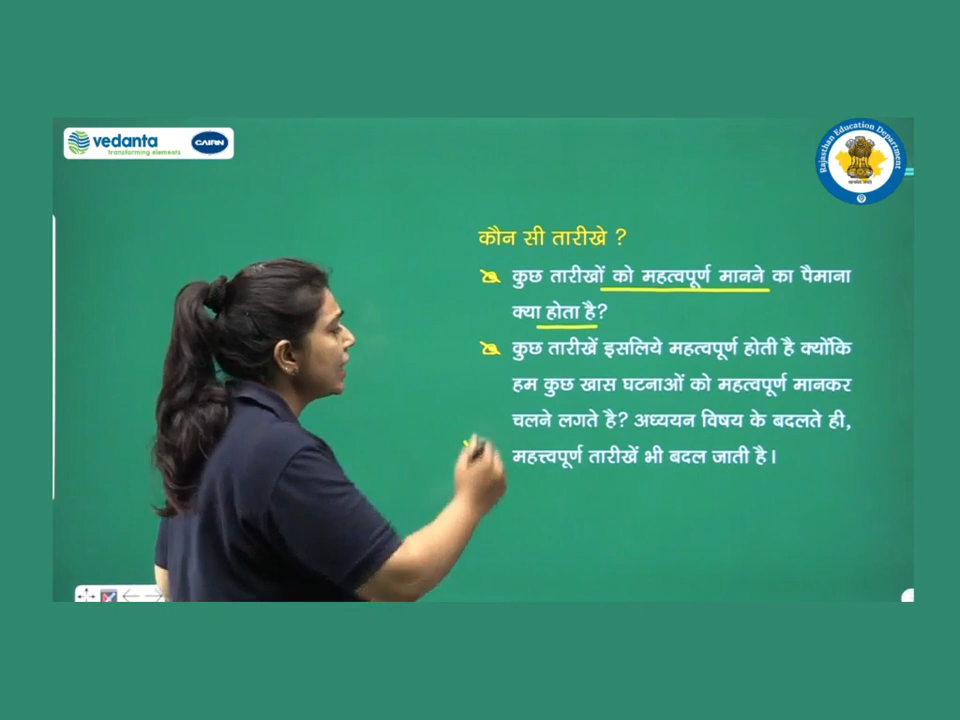 vedanta
transforming elements
CAIRN
Rajasthan Education Department
कौन सी तारीखे ?
कुछ तारीखों को महत्वपूर्ण मानने का पैमाना
क्या होता है?
कुछ तारीखें इसलिये महत्वपूर्ण होती है क्योंकि
हम कुछ खास घटनाओं को महत्वपूर्ण मानकर
चलने लगते है? अध्ययन विषय के बदलते ही,
महत्त्वपूर्ण तारीखें भी बदल जाती है।